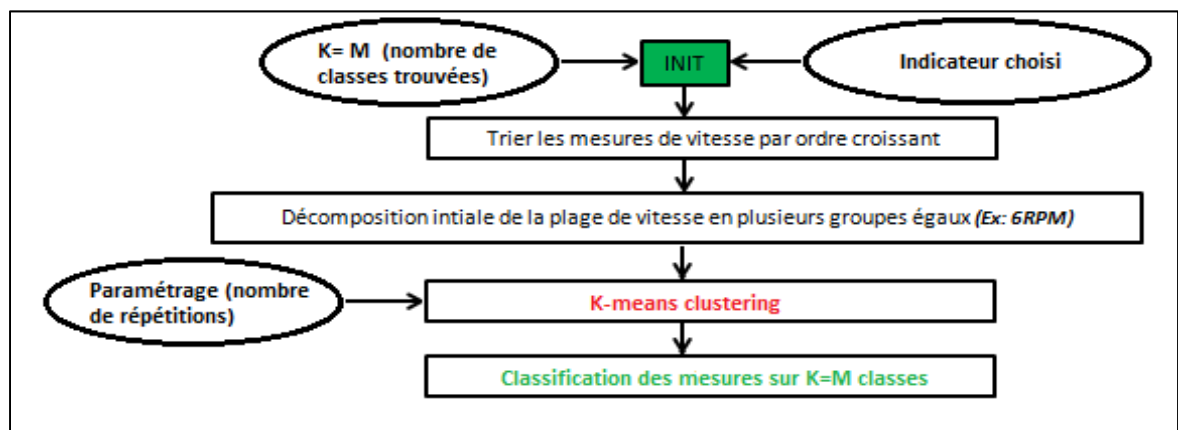 K= M (nombre de
classes trouvées)
INIT
Indicateur choisi
Trier les mesures de vitesse par ordre croissant
Décomposition intiale de la plage de vitesse en plusieurs groupes égaux (Ex: 6RPM)
Paramétrage (nombre
de répétitions)
K-means clustering
Classification des mesures sur K=M classes